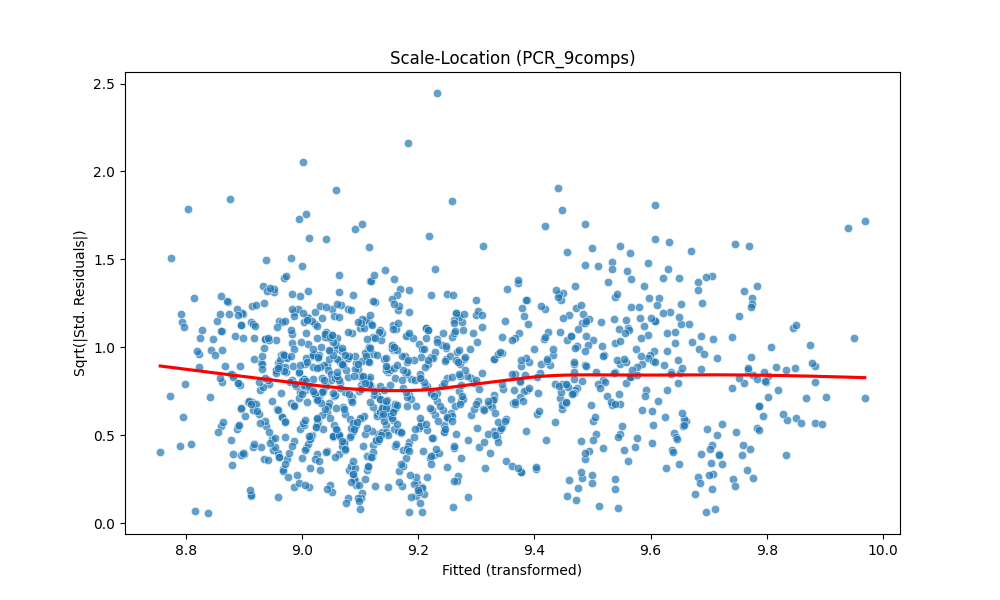 Scale-Location (PCR_9comps)
2.5
2.0
1.5
1.0
0.5
0.0
Sqrt(|Std. Residuals|)
8.8 9.0 9.2 9.4 9.6 9.8 10.0
Fitted (transformed)